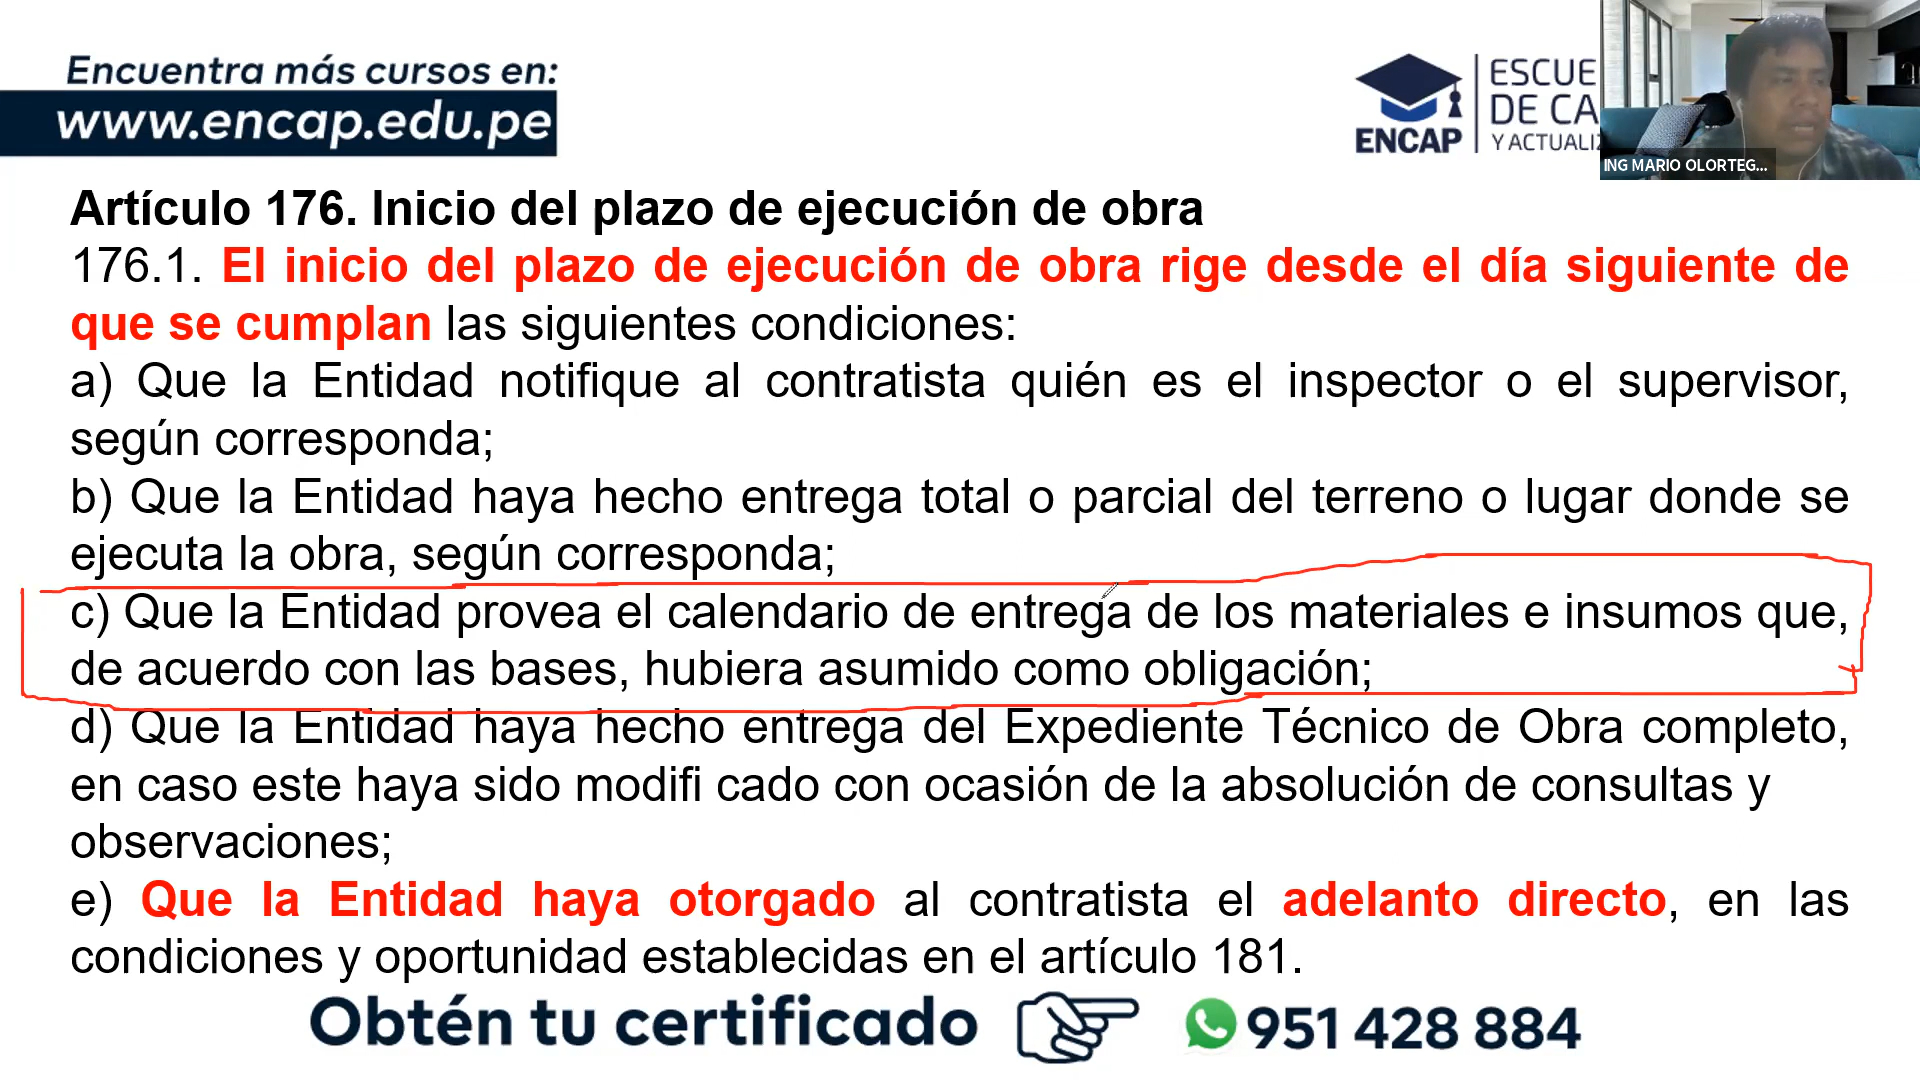 Encuentra más cursos en:
www.encap.edu.pe
ENCAP
ESCUE
DE CA
Y ACTUALIZ
ING MARIO OLORTEG...
Artículo 176. Inicio del plazo de ejecución de obra
176.1. El inicio del plazo de ejecución de obra rige desde el día siguiente de
que se cumplan las siguientes condiciones:
a) Que la Entidad notifique al contratista quién es el inspector o el supervisor,
según corresponda;
b) Que la Entidad haya hecho entrega total o parcial del terreno o lugar donde se
ejecuta la obra, según corresponda;
c) Que la Entidad provea el calendario de entrega de los materiales e insumos que,
de acuerdo con las bases, hubiera asumido como obligación;
d) Que la Entidad haya hecho entrega del Expediente Técnico de Obra completo,
en caso este haya sido modifi cado con ocasión de la absolución de consultas y
observaciones;
e) Que la Entidad haya otorgado al contratista el adelanto directo, en las
condiciones y oportunidad establecidas en el artículo 181.
Obtén tu certificado
951 428 884